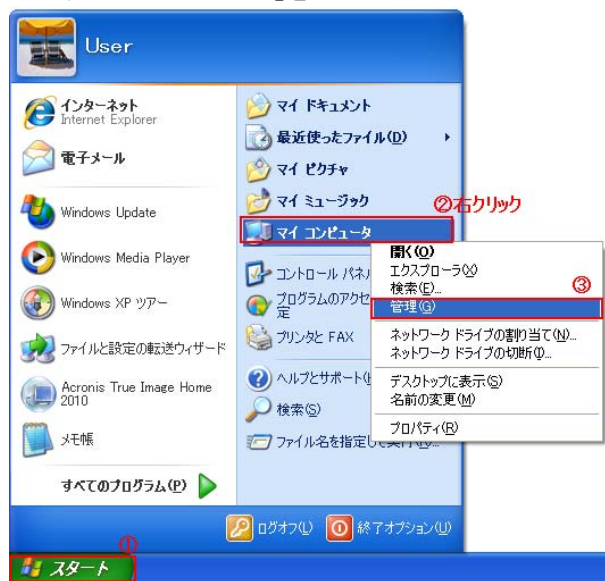 User
インターネット
Internet Explorer
電子メール
Windows Update
Windows Media Player
Windows XP ツアー
ファイルと設定の転送ウィザード
Acronis True Image Home
2010
メモ帳
すべてのプログラム(P)
マイ ドキュメント
最近使ったファイル(D)
マイ ピクチャ
マイ ミュージック
②右クリック
マイ コンピュータ
コントロール パネル
プログラムのアクセ
定
プリンタと FAX
ヘルプとサポート(
検索(S)
ファイル名を指定して実行(R)...
開く(O)
エクスプローラ(X)
検索(E)...
③
管理(G)
ネットワーク ドライブの割り当て(N)...
ネットワーク ドライブの切断(I)...
デスクトップに表示(S)
名前の変更(M)
プロパティ(R)
ログオフ(L)
終了オプション(U)
①
スタート